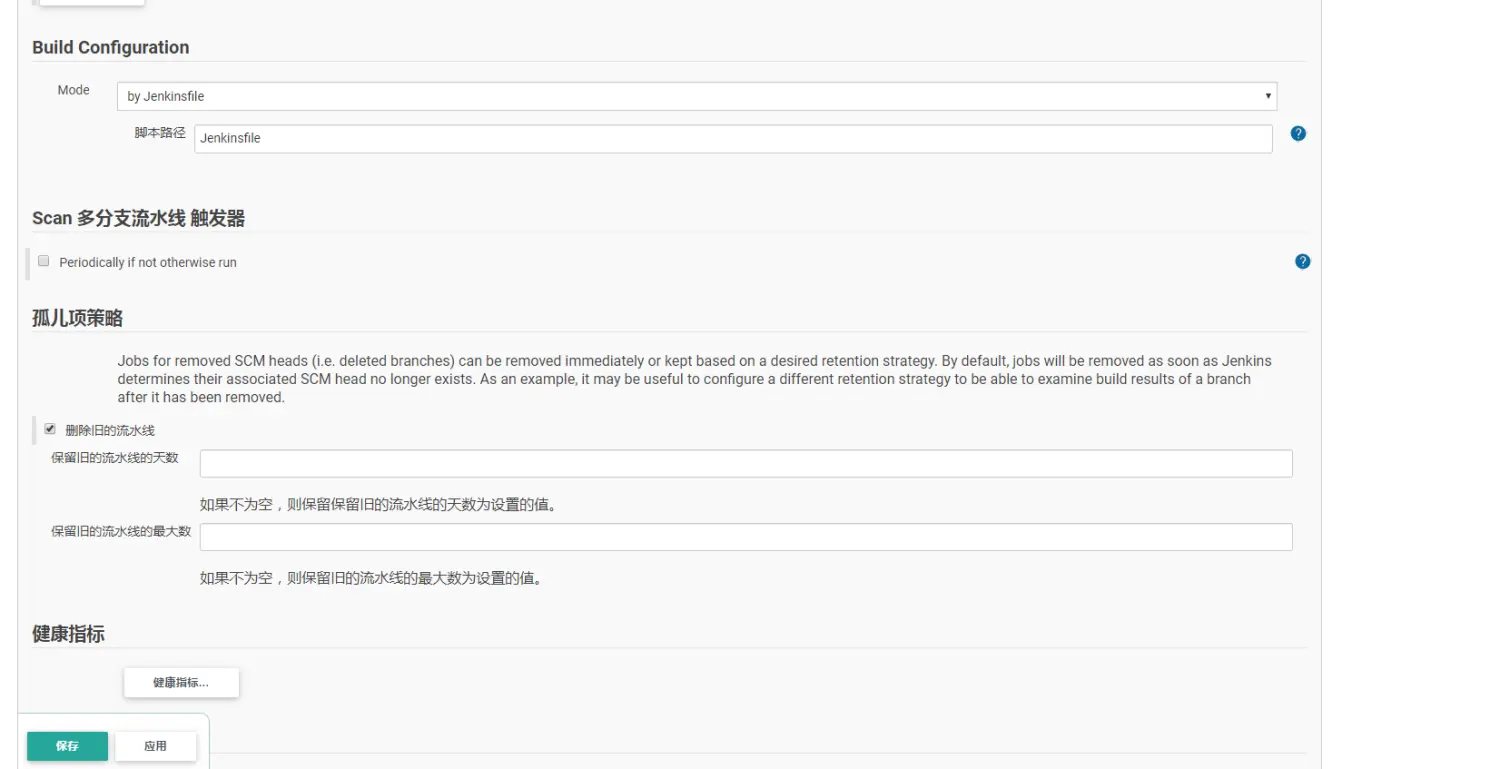 Build Configuration
Mode
by Jenkinsfile
脚本路径
Jenkinsfile
?
Scan 多分支流水线 触发器
Periodically if not otherwise run
?
孤儿项策略
Jobs for removed SCM heads (i.e. deleted branches) can be removed immediately or kept based on a desired retention strategy. By default, jobs will be removed as soon as Jenkins
determines their associated SCM head no longer exists. As an example, it may be useful to configure a different retention strategy to be able to examine build results of a branch
after it has been removed.
删除旧的流水线
保留旧的流水线的天数
如果不为空，则保留保留旧的流水线的天数为设置的值。
保留旧的流水线的最大数
如果不为空，则保留旧的流水线的最大数为设置的值。
健康指标
健康指标...
保存
应用